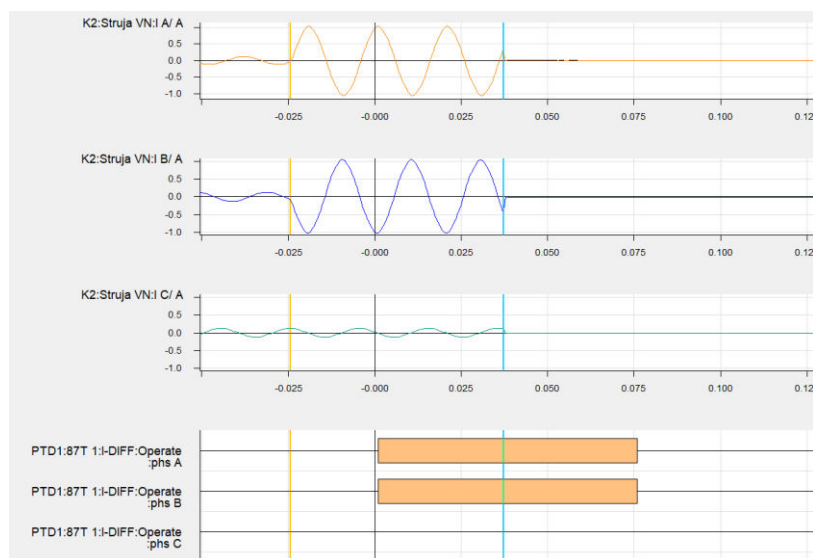 K2:Struja VN:I A/ A
0.5
0.0
-0.5
-1.0
-0.025 -0.000 0.025 0.050 0.075 0.100 0.12
K2:Struja VN:I B/ A
0.5
0.0
-0.5
-1.0
-0.025 -0.000 0.025 0.050 0.075 0.100 0.12
K2:Struja VN:I C/ A
0.5
0.0
-0.5
-1.0
-0.025 -0.000 0.025 0.050 0.075 0.100 0.12
PTD1:87T 1:I-DIFF:Operate
:phs A
PTD1:87T 1:I-DIFF:Operate
:phs B
PTD1:87T 1:I-DIFF:Operate
:phs C